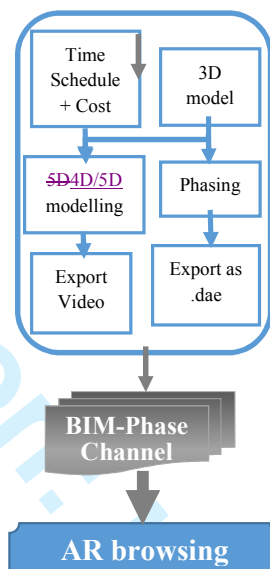 Time
Schedule
+ Cost
3D
model
5D4D/5D
modelling
Phasing
Export
Video
Export as
.dae
BIM-Phase
Channel
AR browsing